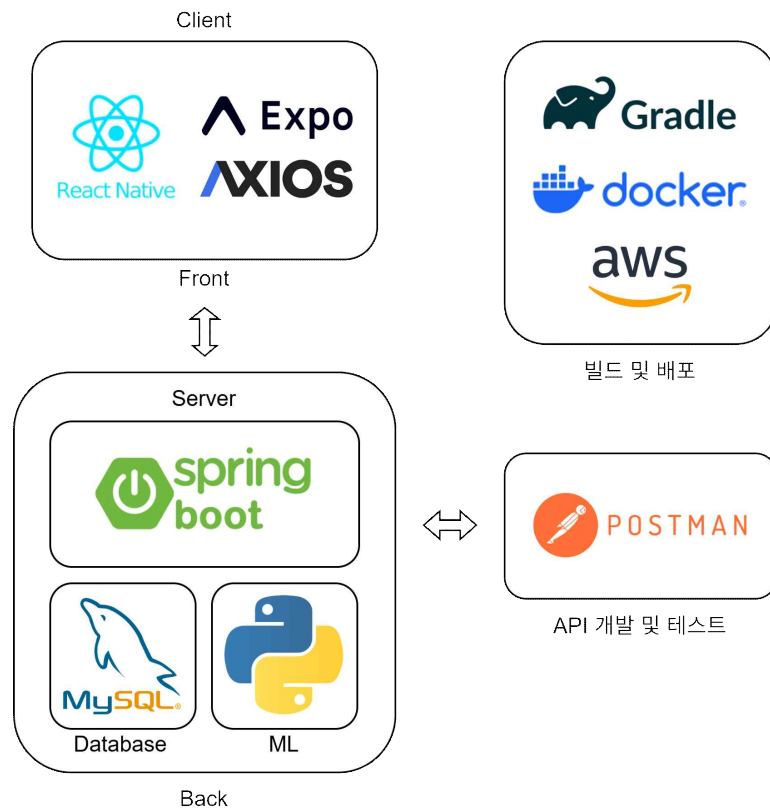 Client
React Native
Expo
AXIOS
Front
Gradle
docker
aws
빌드 및 배포
Server
spring
boot
MySQL
Database
ML
Back
POSTMAN
API 개발 및 테스트